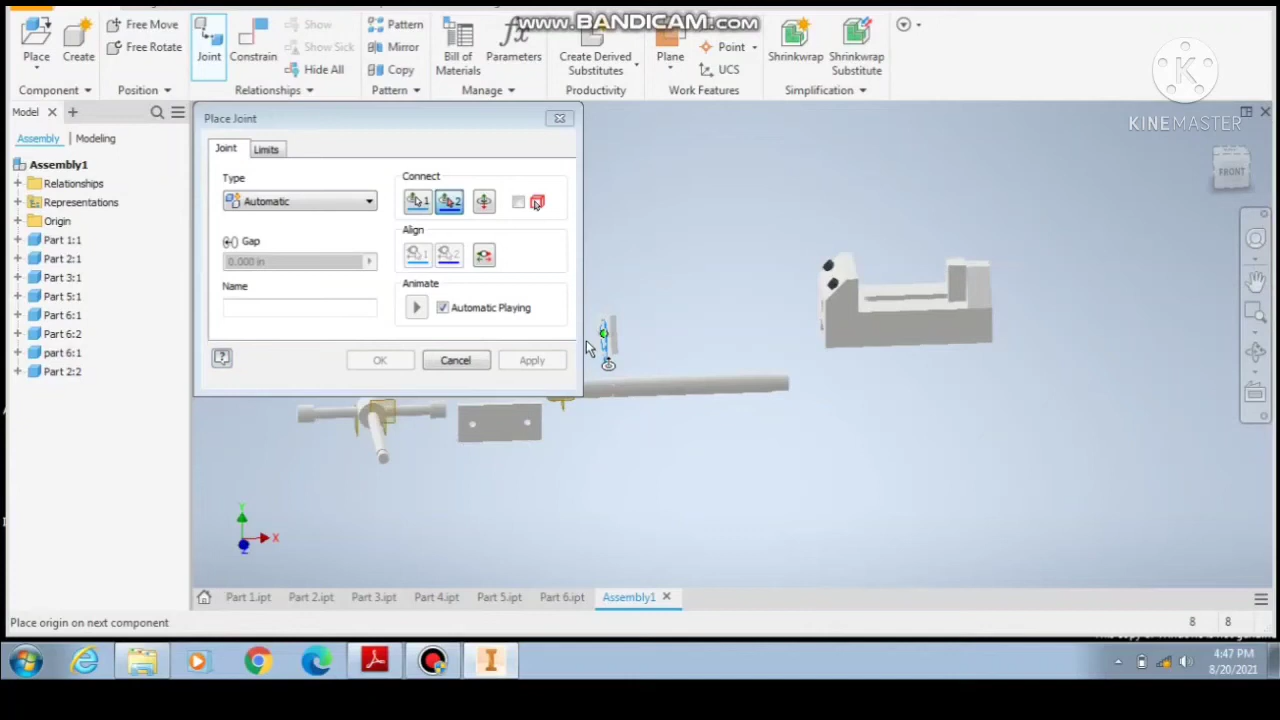 www.BANDICAM.com
Free Move
Free Rotate
Show
Show Sick
Hide All
Pattern
Mirror
Copy
Point
UCS
Place
Create
Joint
Constrain
Bill of
Materials
Parameters
Create Derived
Substitutes
Plane
Shrinkwrap
Shrinkwrap
Substitute
Component
Position
Relationships
Pattern
Manage
Productivity
Work Features
Simplification
K
KINEMASTER
FRONT
Model
Assembly
Modeling
Assembly1
Relationships
Representations
Origin
Part 1:1
Part 2:1
Part 3:1
Part 5:1
Part 6:1
Part 6:2
part 6:1
Part 2:2
Place Joint
Joint
Limits
Type
Automatic
Gap
0.000 in
Name
Connect
1
2
Align
1
2
Animate
Automatic Playing
OK
Cancel
Apply
Y
X
Z
Part 1.ipt
Part 2.ipt
Part 3.ipt
Part 4.ipt
Part 5.ipt
Part 6.ipt
Assembly1
Place origin on next component
8
8
4:47 PM
8/20/2021